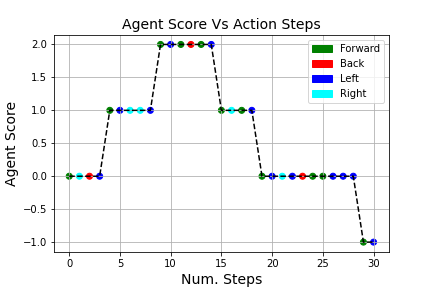 Agent Score Vs Action Steps
2.0
1.5
1.0
0.5
0.0
−0.5
−1.0
Agent Score
Forward
Back
Left
Right
0 5 10 15 20 25 30
Num. Steps